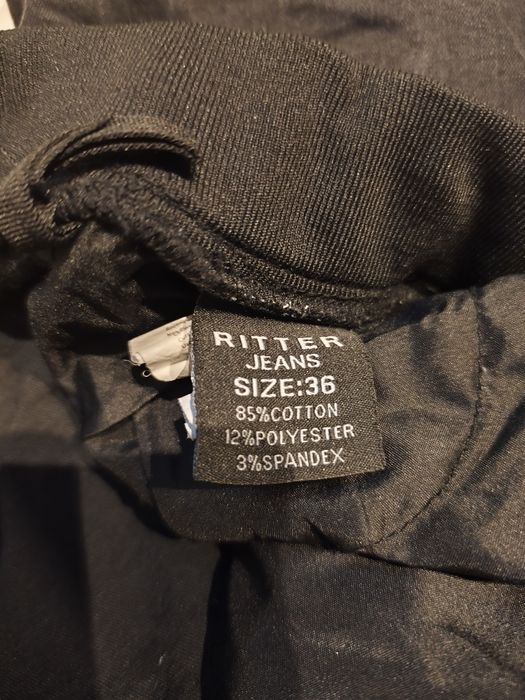 RITTER
JEANS
SIZE:36
85%COTTON
12%POLYESTER
3%SPANDEX